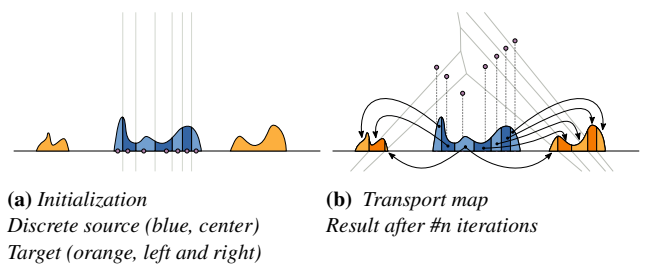 (a) Initialization
Discrete source (blue, center)
Target (orange, left and right)
(b) Transport map
Result after #n iterations